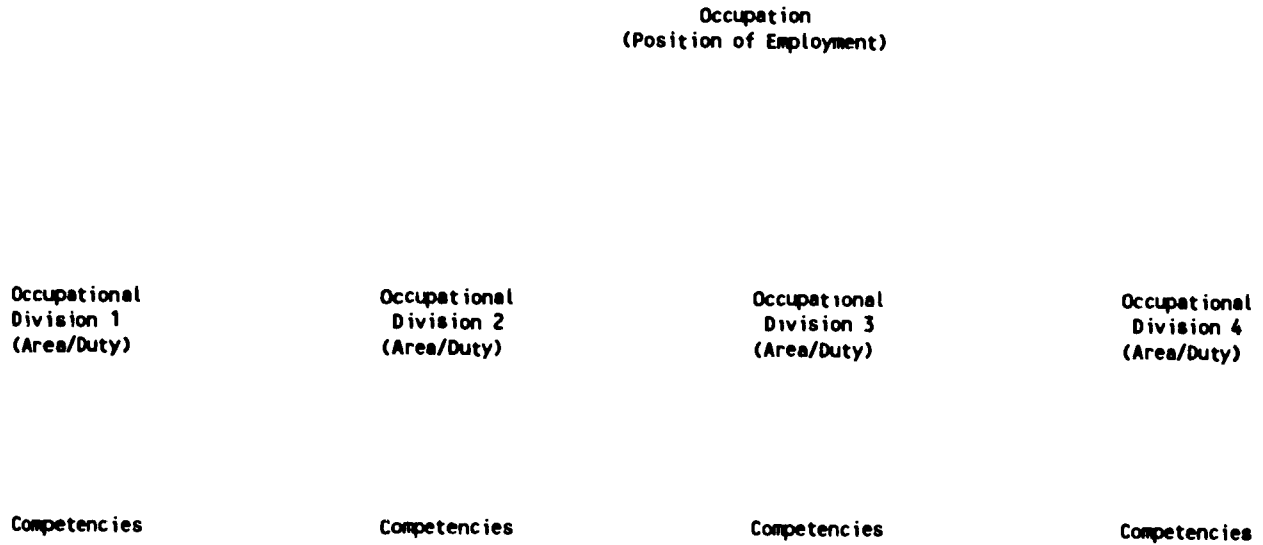 Occupation
(Position of Employment)
Occupational
Division 1
(Area/Duty)
Occupational
Division 2
(Area/Duty)
Occupational
Division 3
(Area/Duty)
Occupational
Division 4
(Area/Duty)
Competencies
Competencies
Competencies
Competencies